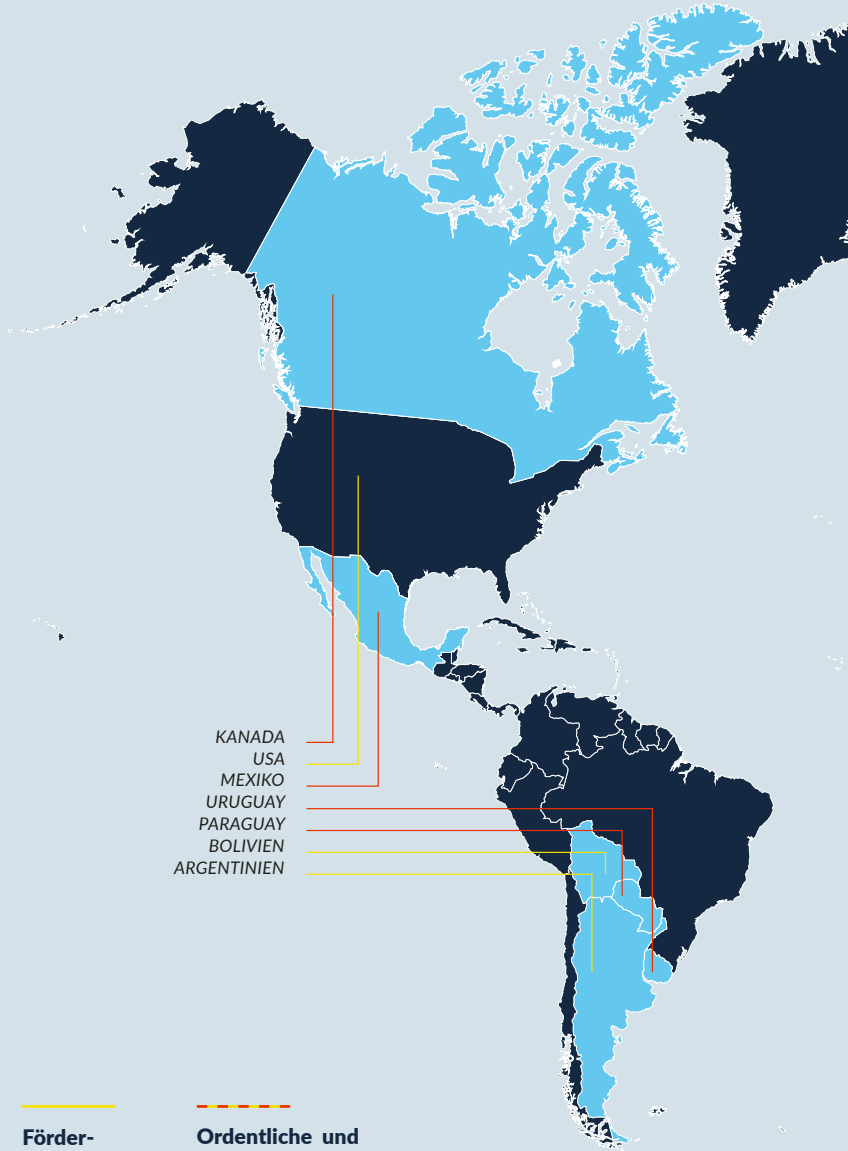 KANADA
USA
MEXIKO
URUGUAY
PARAGUAY
BOLIVIEN
ARGENTINIEN
Förder-
Ordentliche und